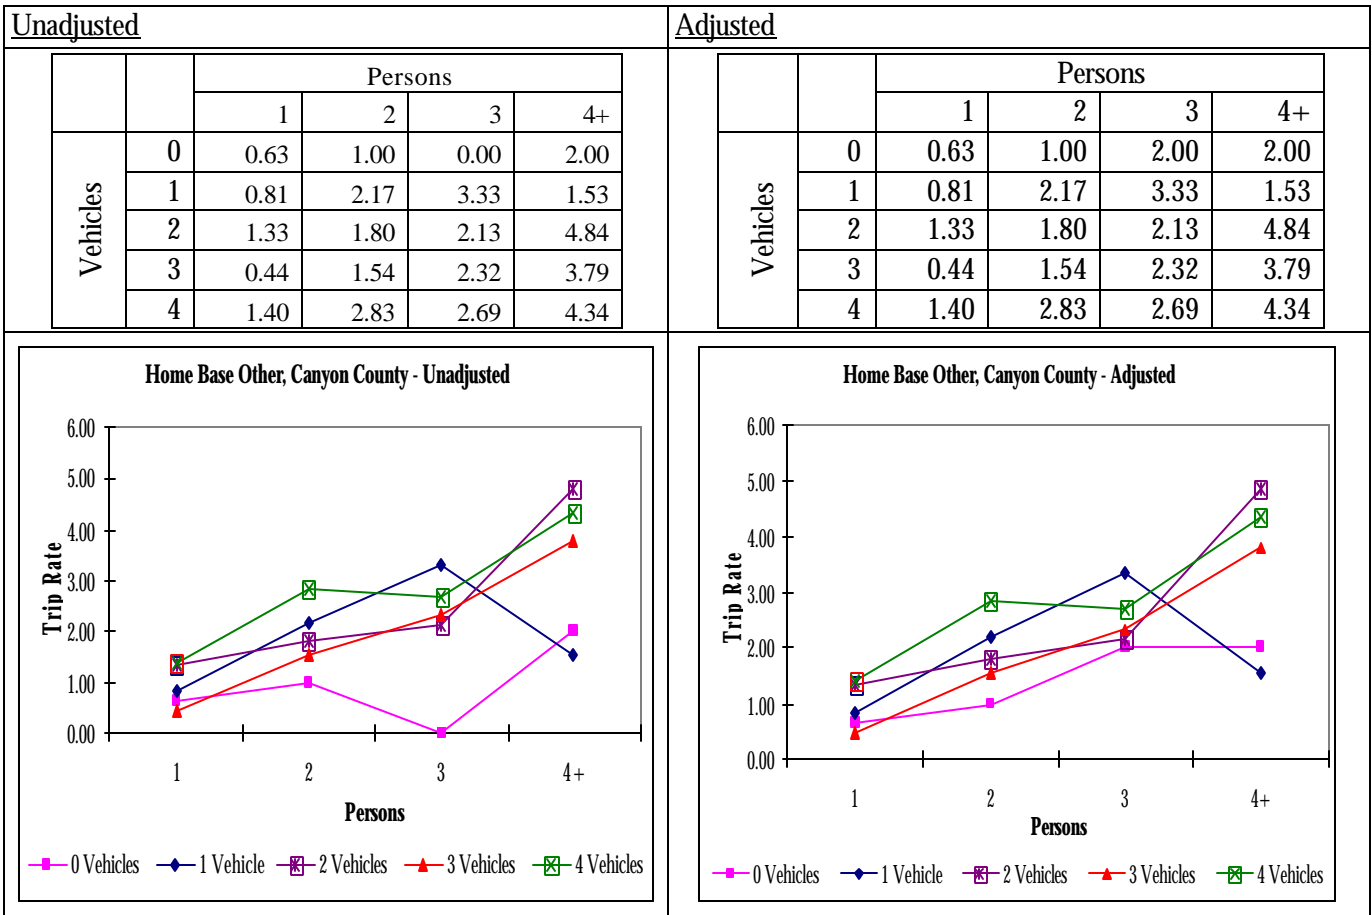 Unadjusted
Persons
1 2 3 4+
Vehicles
0 0.63 1.00 0.00 2.00
1 0.81 2.17 3.33 1.53
2 1.33 1.80 2.13 4.84
3 0.44 1.54 2.32 3.79
4 1.40 2.83 2.69 4.34
Home Base Other, Canyon County - Unadjusted
Trip Rate
6.00
5.00
4.00
3.00
2.00
1.00
0.00
1 2 3 4+
Persons
0 Vehicles 1 Vehicle 2 Vehicles 3 Vehicles 4 Vehicles
Adjusted
Persons
1 2 3 4+
Vehicles
0 0.63 1.00 2.00 2.00
1 0.81 2.17 3.33 1.53
2 1.33 1.80 2.13 4.84
3 0.44 1.54 2.32 3.79
4 1.40 2.83 2.69 4.34
Home Base Other, Canyon County - Adjusted
Trip Rate
6.00
5.00
4.00
3.00
2.00
1.00
0.00
1 2 3 4+
Persons
0 Vehicles 1 Vehicle 2 Vehicles 3 Vehicles 4 Vehicles